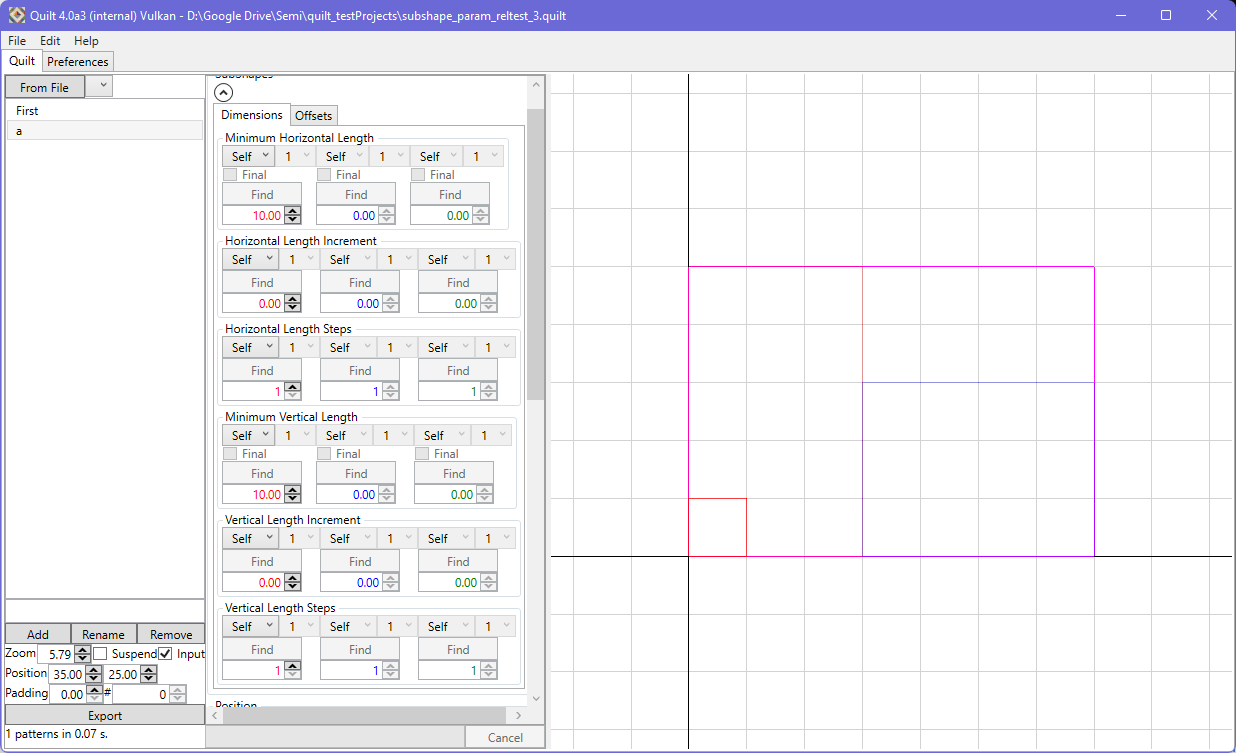 Quilt 4.0a3 (internal) Vulkan - D:\Google Drive\Semi\quilt_testProjects\subshape_param_reltest_3.quilt
File Edit Help
Quilt Preferences
From File
First
a
Subshapes
Dimensions Offsets
Minimum Horizontal Length
Self 1 Self 1 Self 1
Final Final Final
Find Find Find
10.00 0.00 0.00
Horizontal Length Increment
Self 1 Self 1 Self 1
Find Find Find
0.00 0.00 0.00
Horizontal Length Steps
Self 1 Self 1 Self 1
Find Find Find
1 1 1
Minimum Vertical Length
Self 1 Self 1 Self 1
Final Final Final
Find Find Find
10.00 0.00 0.00
Vertical Length Increment
Self 1 Self 1 Self 1
Find Find Find
0.00 0.00 0.00
Vertical Length Steps
Self 1 Self 1 Self 1
Find Find Find
1 1 1
Position
Cancel
Add Rename Remove
Zoom 5.79 Suspend Input
Position 35.00 25.00
Padding 0.00 # 0
Export
1 patterns in 0.07 s.